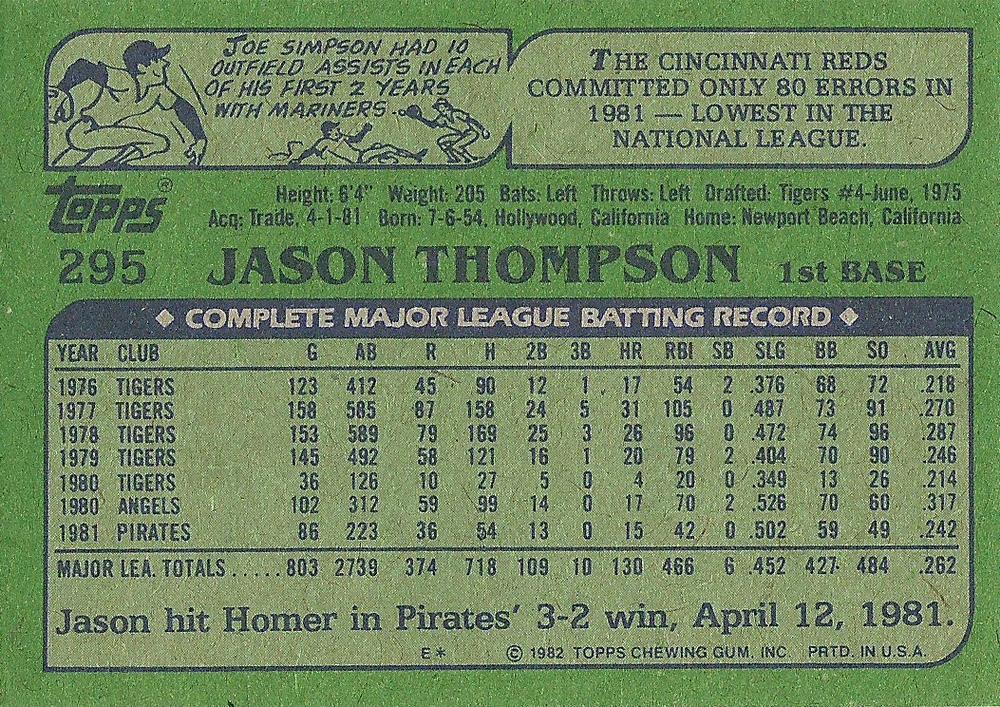 JOE SIMPSON HAD 10
OUTFIELD ASSISTS IN EACH
OF HIS FIRST 2 YEARS
WITH MARINERS...
THE CINCINNATI REDS
COMMITTED ONLY 80 ERRORS IN
1981 — LOWEST IN THE
NATIONAL LEAGUE.
TOPPS®
Height: 6'4" Weight: 205 Bats: Left Throws: Left Drafted: Tigers #4-June, 1975
Acq: Trade, 4-1-81 Born: 7-6-54, Hollywood, California Home: Newport Beach, California
295 JASON THOMPSON 1st BASE
◆ COMPLETE MAJOR LEAGUE BATTING RECORD ◆
YEAR CLUB G AB R H 2B 3B HR RBI SB SLG BB SO AVG
1976 TIGERS 123 412 45 90 12 1 17 54 2 .376 68 72 .218
1977 TIGERS 158 585 87 158 24 5 31 105 0 .487 73 91 .270
1978 TIGERS 153 589 79 169 25 3 26 96 0 .472 74 96 .287
1979 TIGERS 145 492 58 121 16 1 20 79 2 .404 70 90 .246
1980 TIGERS 36 126 10 27 5 0 4 20 0 .349 13 26 .214
1980 ANGELS 102 312 59 99 14 0 17 70 2 .526 70 60 .317
1981 PIRATES 86 223 36 54 13 0 15 42 0 .502 59 49 .242
MAJOR LEA. TOTALS ......803 2739 374 718 109 10 130 466 6 .452 427 484 .262
Jason hit Homer in Pirates' 3-2 win, April 12, 1981.
E* © 1982 TOPPS CHEWING GUM, INC. PRTD. IN U.S.A.